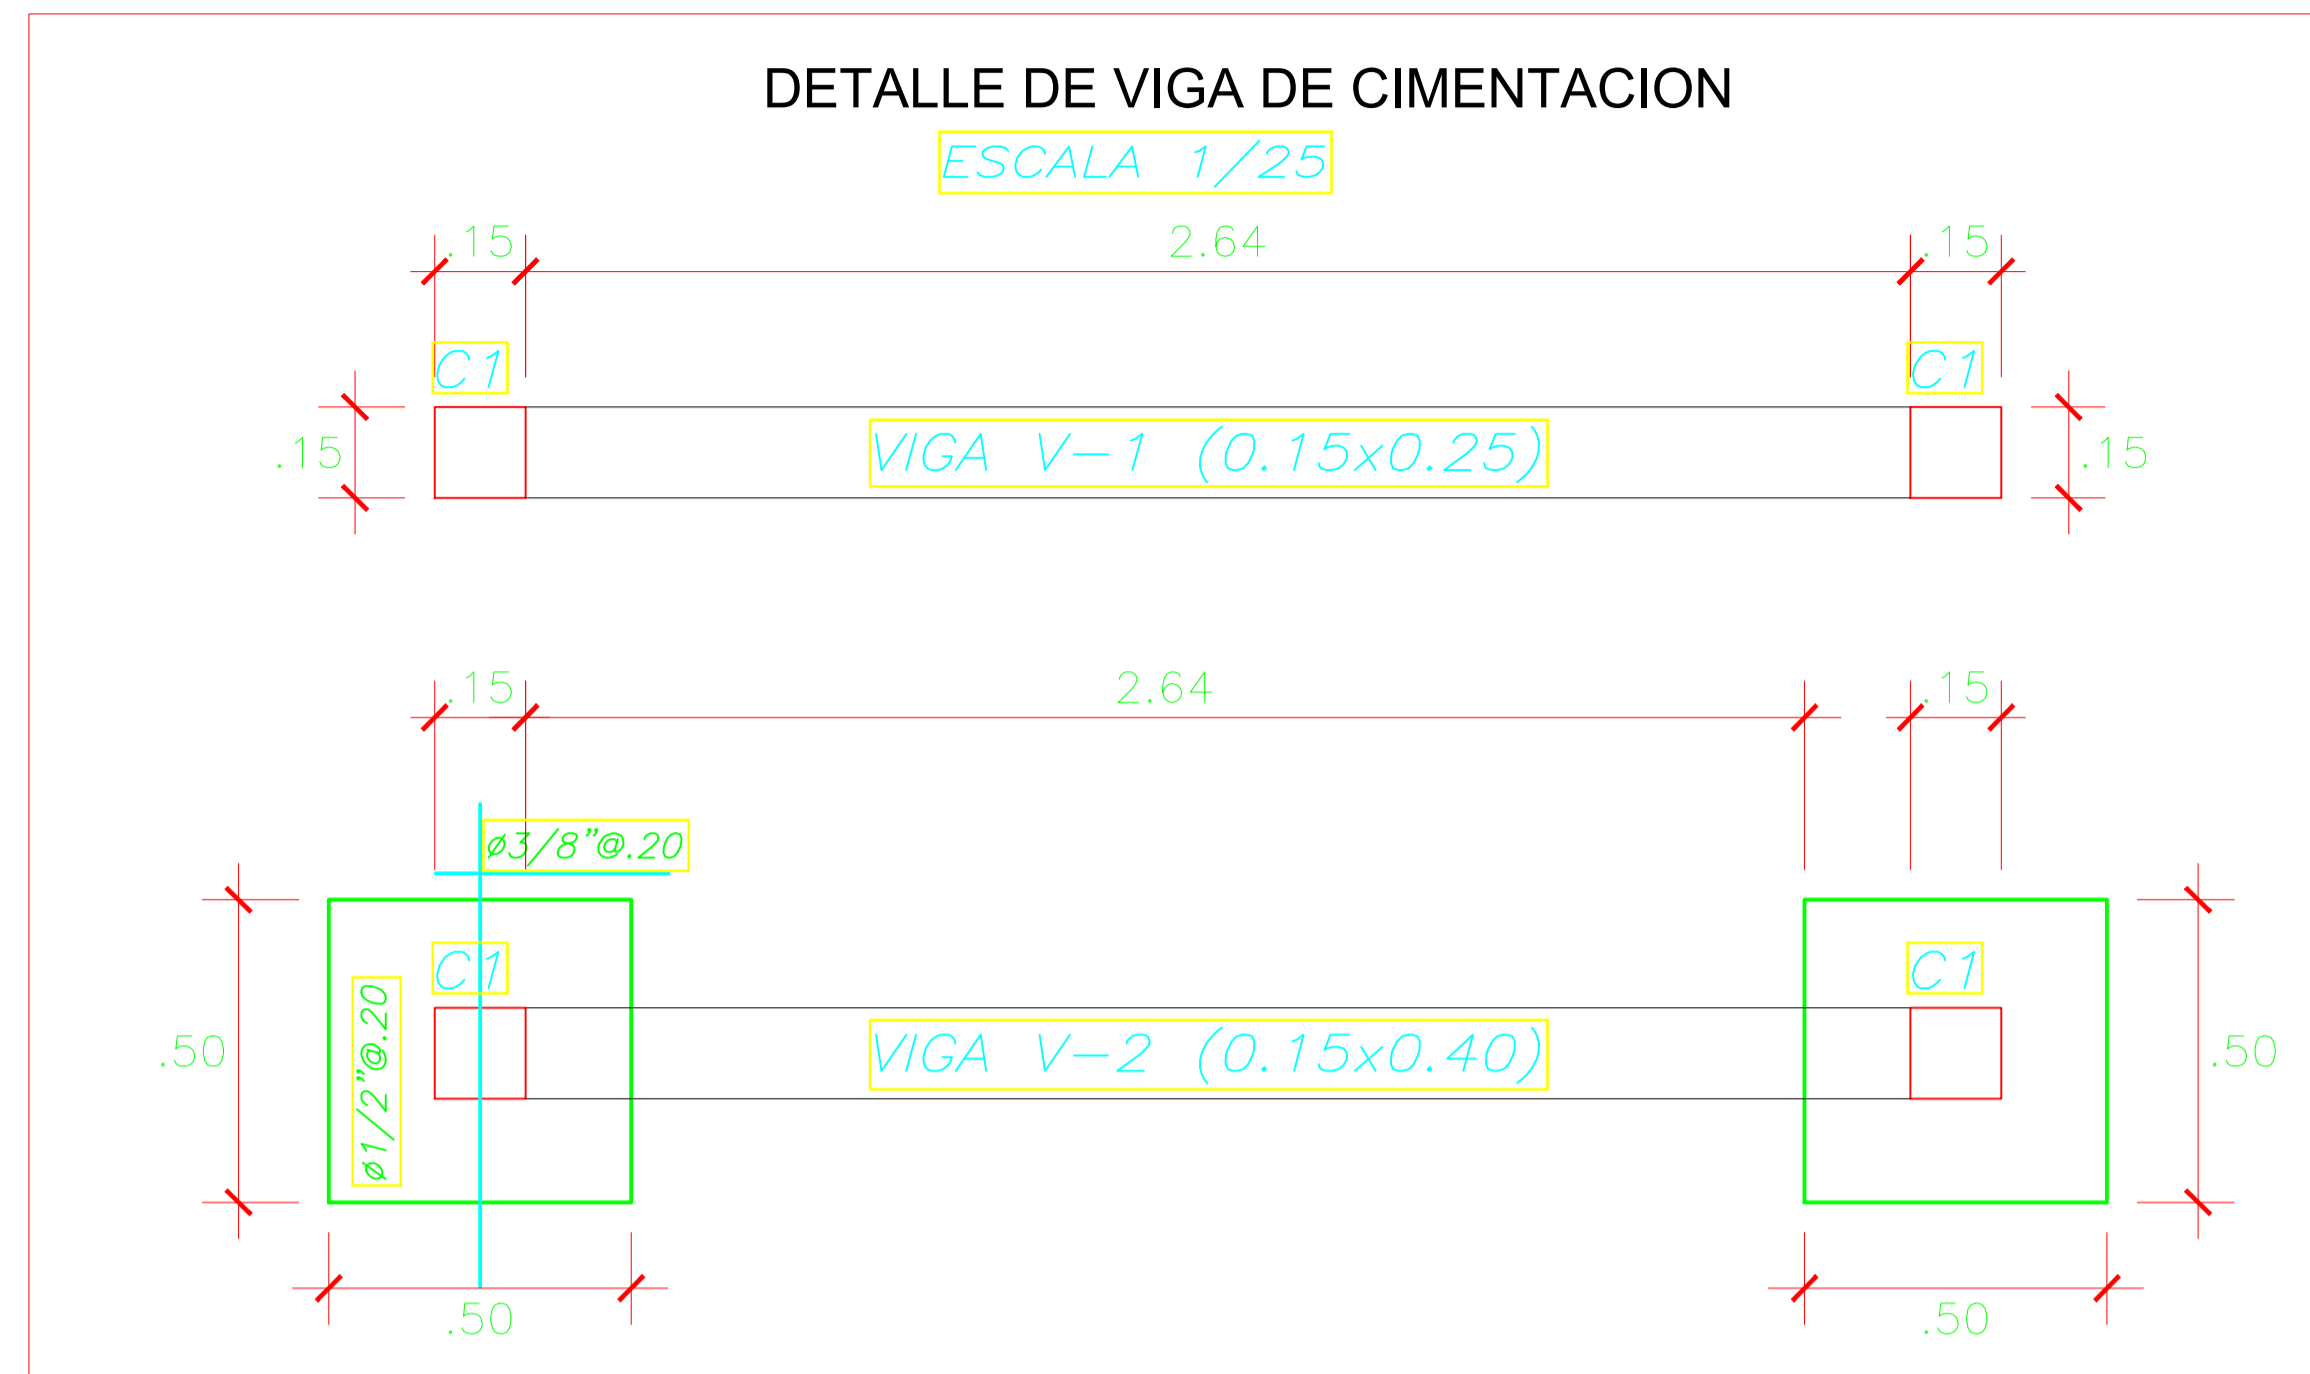 DETALLE DE VIGA DE CIMENTACION
ESCALA 1/25
.15 2.64 .15
C1 C1
.15 VIGA V-1 (0.15x0.25) .15
.15 2.64 .15
ø3/8"@.20
C1 C1
ø1/2"@.20
.50 VIGA V-2 (0.15x0.40) .50
.50 .50